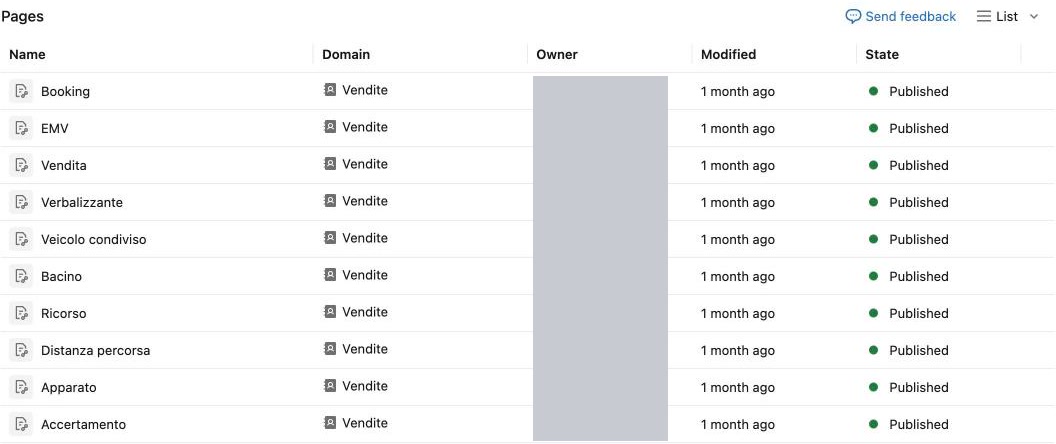 Pages Send feedback List
Name Domain Owner Modified State
Booking Vendite 1 month ago Published
EMV Vendite 1 month ago Published
Vendita Vendite 1 month ago Published
Verbalizzante Vendite 1 month ago Published
Veicolo condiviso Vendite 1 month ago Published
Bacino Vendite 1 month ago Published
Ricorso Vendite 1 month ago Published
Distanza percorsa Vendite 1 month ago Published
Apparato Vendite 1 month ago Published
Accertamento Vendite 1 month ago Published